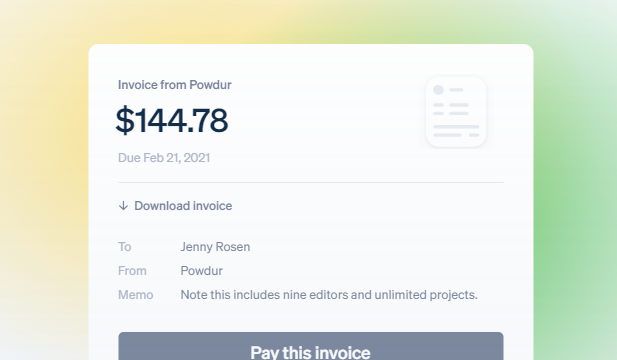 Invoice from Powdur
$144.78
Due Feb 21, 2021
↓ Download invoice
To Jenny Rosen
From Powdur
Memo Note this includes nine editors and unlimited projects.
Pay this invoice